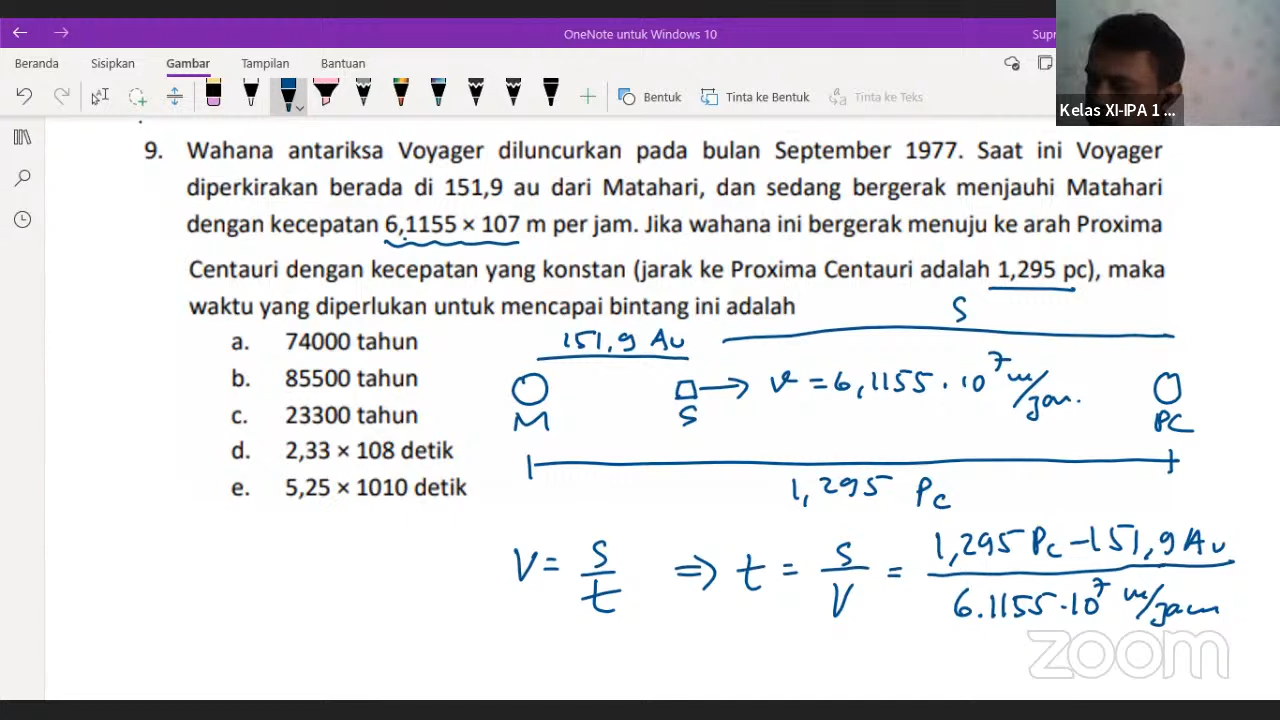 OneNote untuk Windows 10
Supr
Beranda Sisipkan Gambar Tampilan Bantuan
Bentuk Tinta ke Bentuk Tinta ke Teks
Kelas XI-IPA 1 ...
9. Wahana antariksa Voyager diluncurkan pada bulan September 1977. Saat ini Voyager
diperkirakan berada di 151,9 au dari Matahari, dan sedang bergerak menjauhi Matahari
dengan kecepatan 6,1155 × 107 m per jam. Jika wahana ini bergerak menuju ke arah Proxima
Centauri dengan kecepatan yang konstan (jarak ke Proxima Centauri adalah 1,295 pc), maka
waktu yang diperlukan untuk mencapai bintang ini adalah
S
a. 74000 tahun
151,9 Au
b. 85500 tahun
v = 6,1155 . 10^7 m/jam.
c. 23300 tahun
M S PC
d. 2,33 × 108 detik
e. 5,25 × 1010 detik
1,295 Pc
V = s/t ⇒ t = s/V = (1,295 Pc - 151,9 Au)/(6.1155 . 10^7 m/jam)
zoom